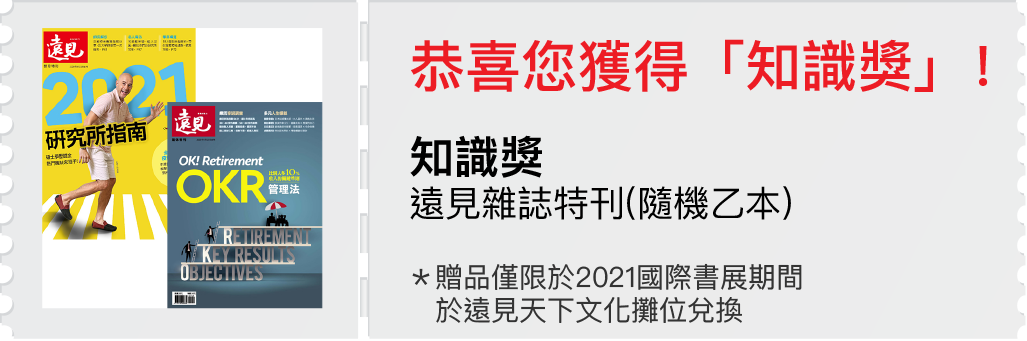 遠見
2021
研究所指南
遠見
OK! Retirement
OKR
管理法
RETIREMENT
KEY RESULTS
OBJECTIVES
恭喜您獲得「知識獎」!
知識獎
遠見雜誌特刊(隨機乙本)
*贈品僅限於2021國際書展期間
於遠見天下文化攤位兌換